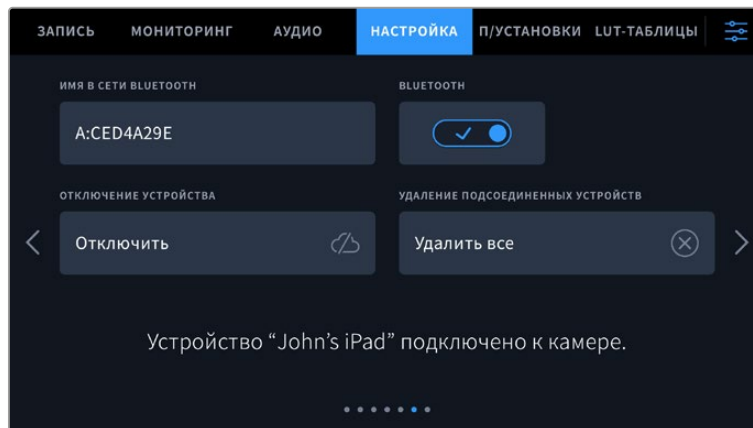 ЗАПИСЬ МОНИТОРИНГ АУДИО НАСТРОЙКА П/УСТАНОВКИ LUT-ТАБЛИЦЫ
ИМЯ В СЕТИ BLUETOOTH BLUETOOTH
A:CED4A29E
ОТКЛЮЧЕНИЕ УСТРОЙСТВА УДАЛЕНИЕ ПОДСОЕДИНЕННЫХ УСТРОЙСТВ
Отключить Удалить все
Устройство “John’s iPad” подключено к камере.